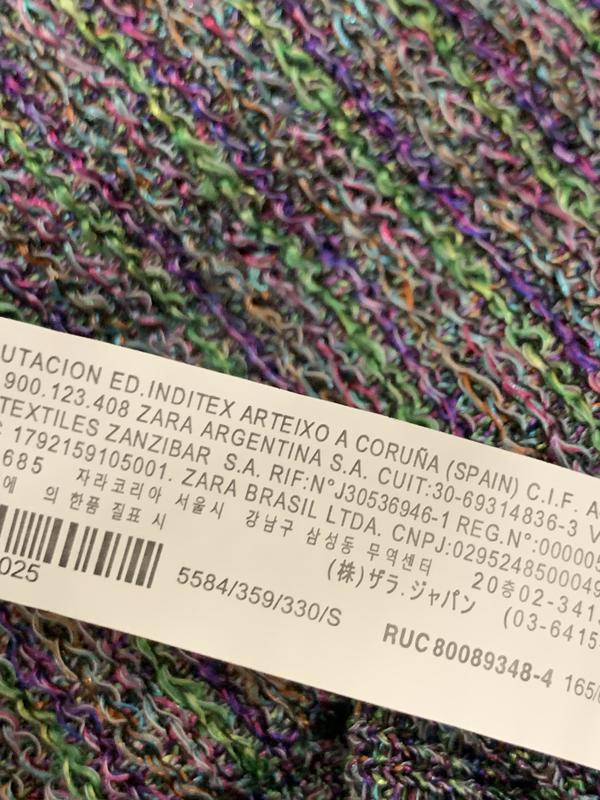 UTACION ED.INDITEX ARTEIXO A CORUÑA (SPAIN) C.I.F. A
900.123.408 ZARA ARGENTINA S.A. CUIT:30-69314836-3 V
TEXTILES ZANZIBAR S.A. RIF:N°J30536946-1 REG.N°:000005
1792159105001. ZARA BRASIL LTDA. CNPJ:02952485000049
685 자라코리아 서울시 강남구 삼성동 무역센터 20층02-341
에 의 한품 질표 시 (株)ザラ.ジャパン (03-6415
025 5584/359/330/S RUC80089348-4 165/